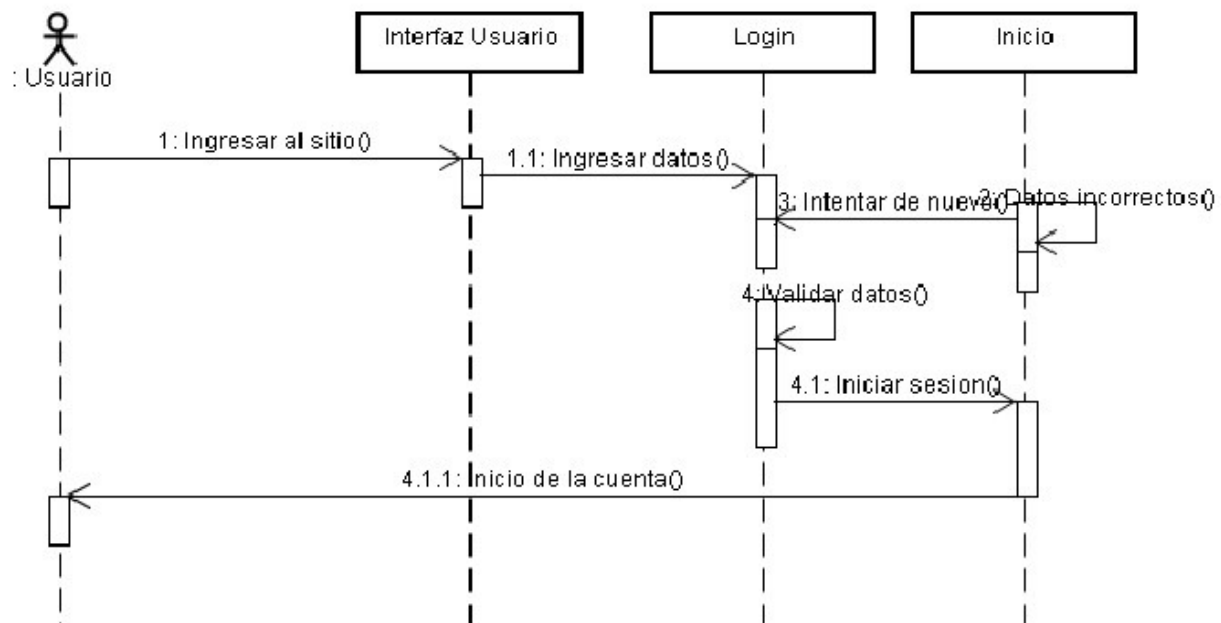 : Usuario
Interfaz Usuario
Login
Inicio
1: Ingresar al sitio()
1.1: Ingresar datos()
2: Datos incorrectos()
3: Intentar de nuevo()
4: Validar datos()
4.1: Iniciar sesion()
4.1.1: Inicio de la cuenta()